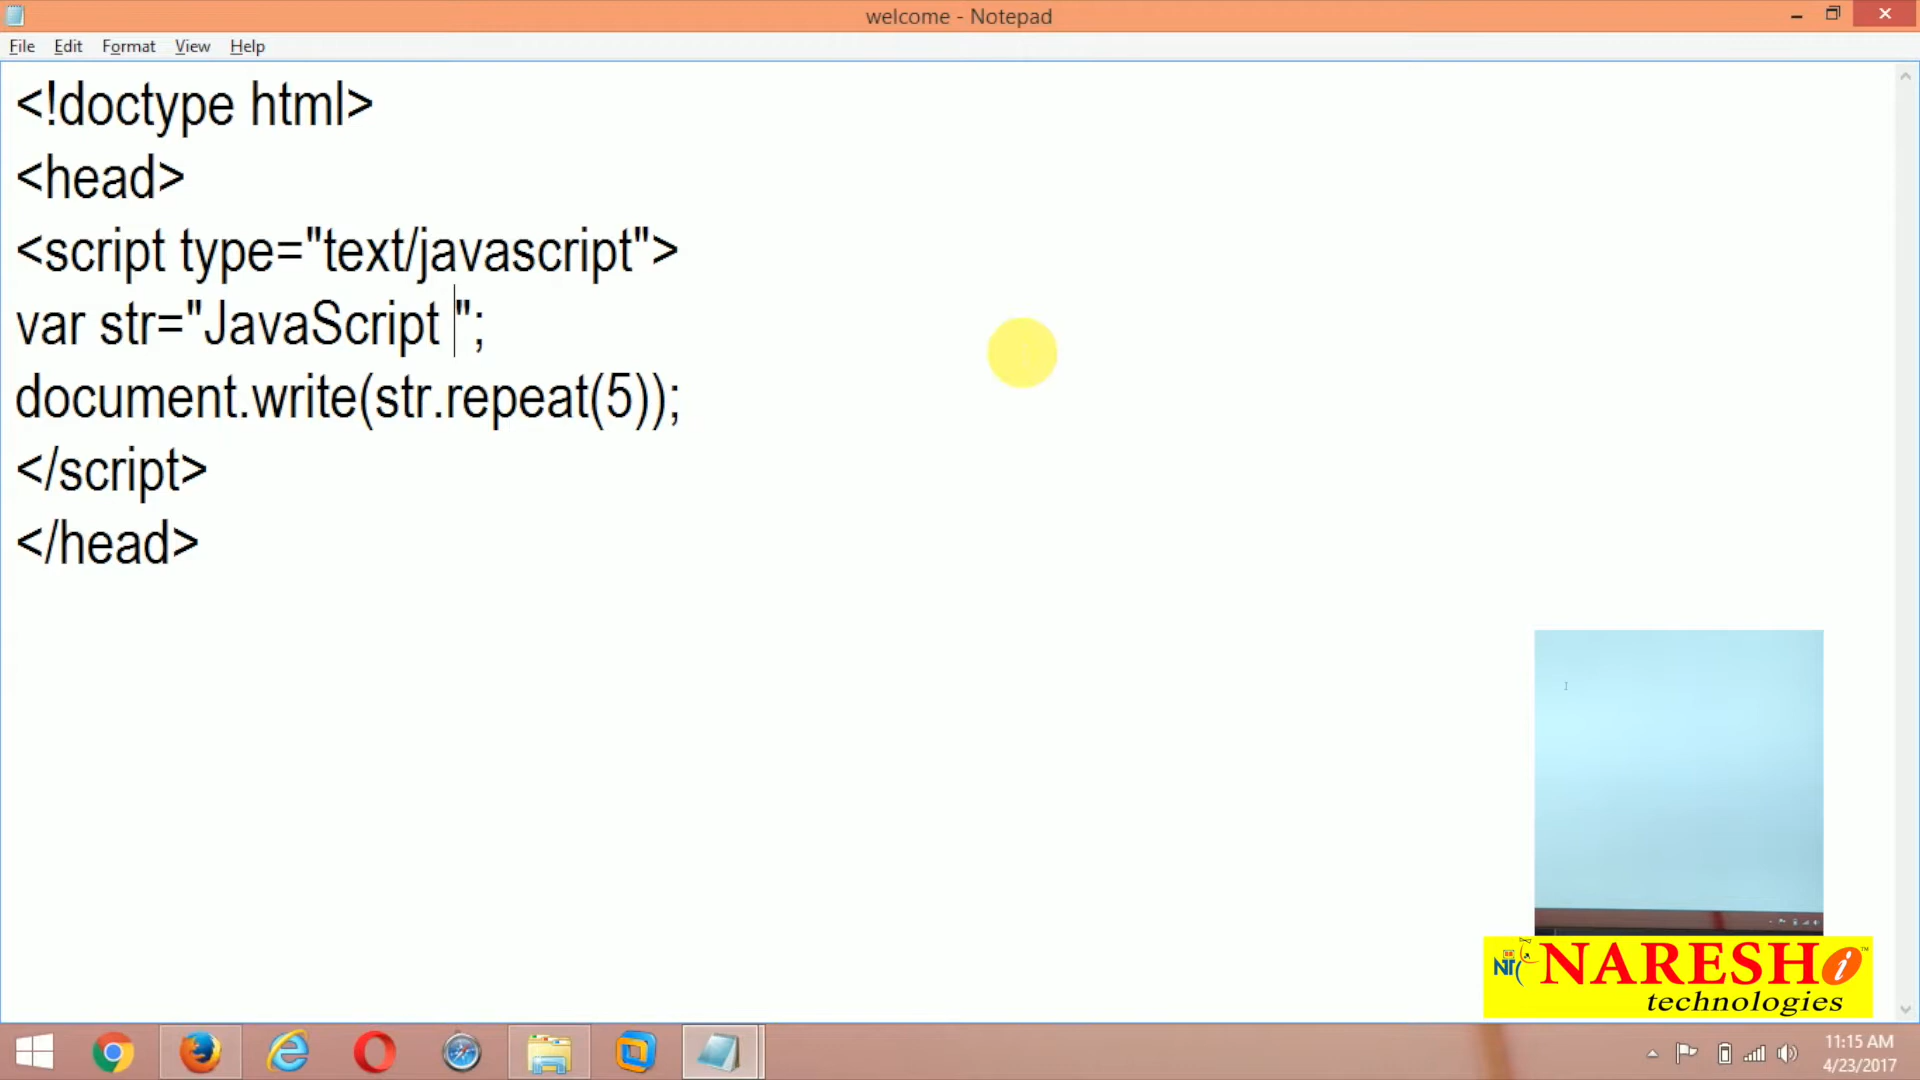 welcome - Notepad
File Edit Format View Help
<!doctype html>
<head>
<script type="text/javascript">
var str="JavaScript ";
document.write(str.repeat(5));
</script>
</head>
NARESH i ™
technologies
11:15 AM
4/23/2017